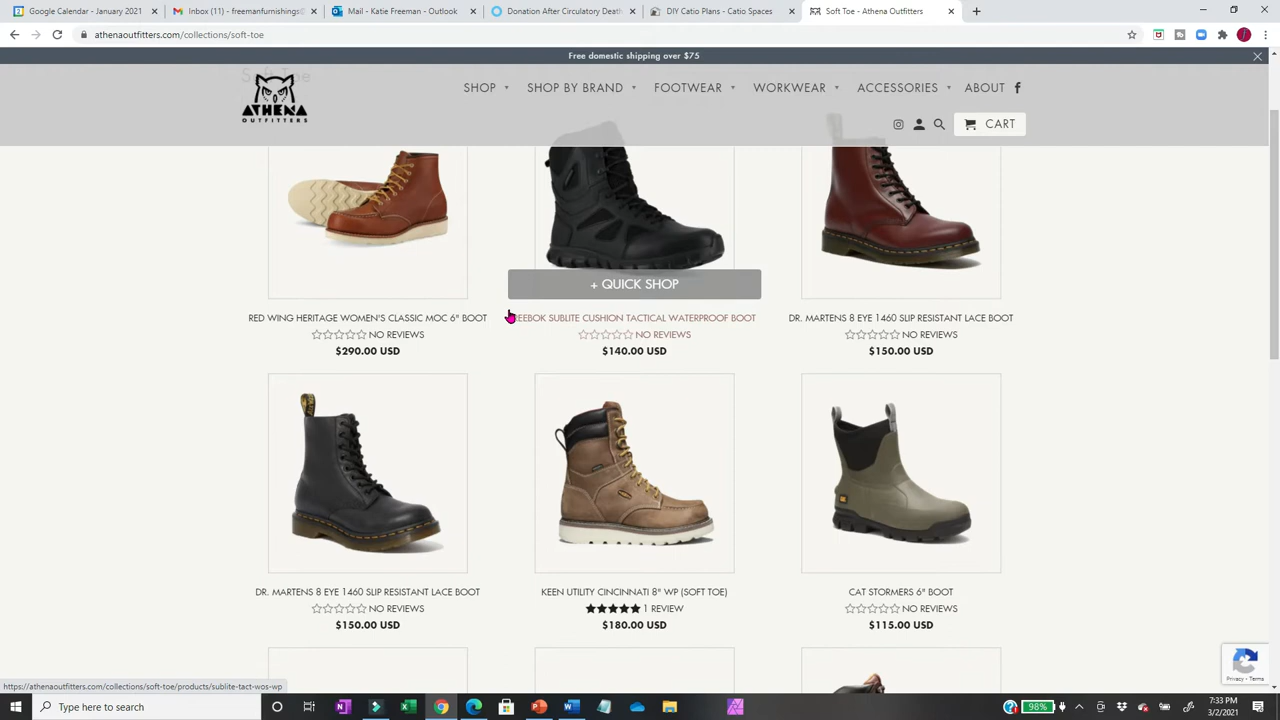 Google Calendar - January 2021
Inbox (11) - freemanfurnishings@
Mail - Katie Freeman - Outlook
Donation After Circulatory Death
DIY Catio Plans - Catio Spaces
Soft Toe - Athena Outfitters
athenaoutfitters.com/collections/soft-toe
Free domestic shipping over $75
Soft Toe
ATHENA
OUTFITTERS
SHOP
SHOP BY BRAND
FOOTWEAR
WORKWEAR
ACCESSORIES
ABOUT
CART
+ QUICK SHOP
RED WING HERITAGE WOMEN'S CLASSIC MOC 6" BOOT
NO REVIEWS
$290.00 USD
REEBOK SUBLITE CUSHION TACTICAL WATERPROOF BOOT
NO REVIEWS
$140.00 USD
DR. MARTENS 8 EYE 1460 SLIP RESISTANT LACE BOOT
NO REVIEWS
$150.00 USD
DR. MARTENS 8 EYE 1460 SLIP RESISTANT LACE BOOT
NO REVIEWS
$150.00 USD
KEEN UTILITY CINCINNATI 8" WP (SOFT TOE)
1 REVIEW
$180.00 USD
CAT STORMERS 6" BOOT
NO REVIEWS
$115.00 USD
Privacy - Terms
https://athenaoutfitters.com/collections/soft-toe/products/sublite-tact-wos-wp
Type here to search
98%
7:33 PM
3/2/2021